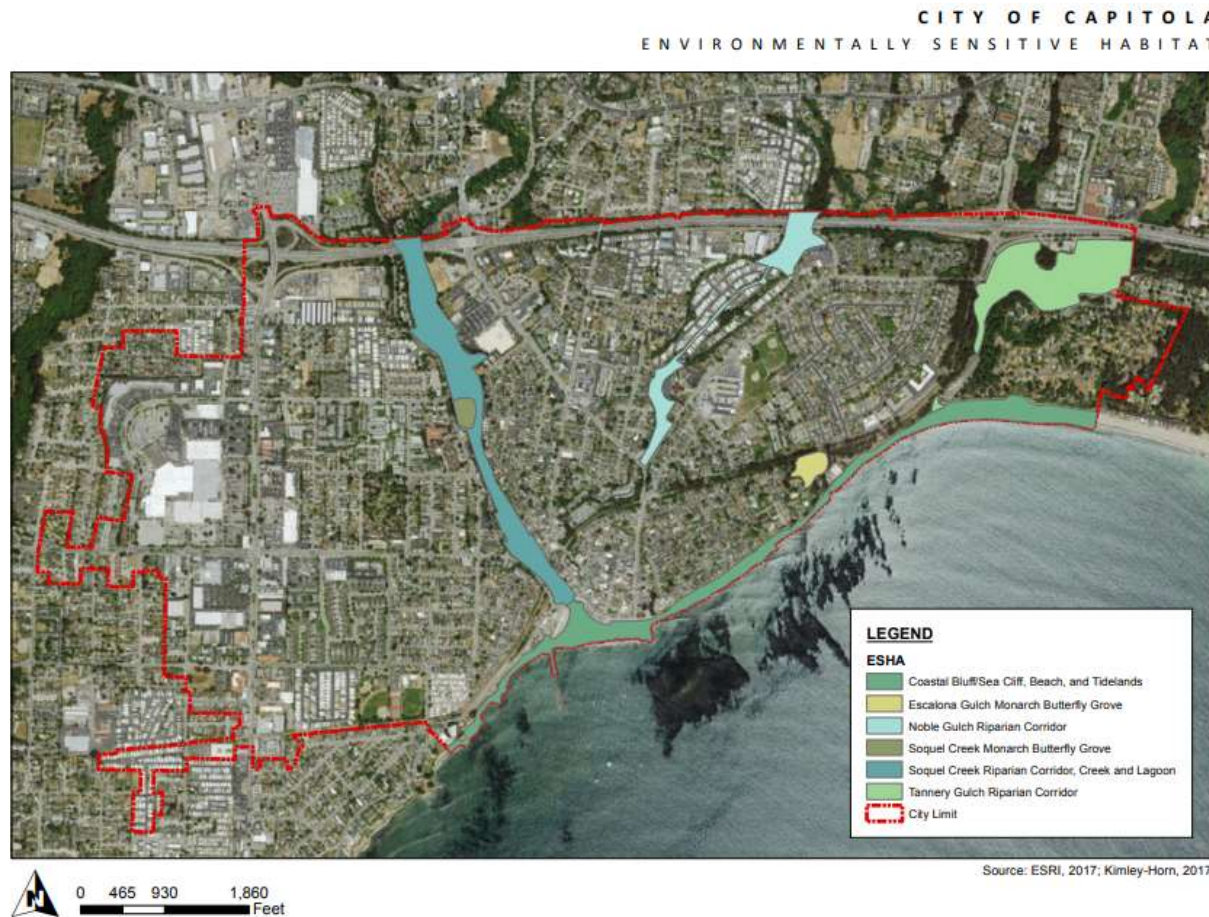 CITY OF CAPITOLA
ENVIRONMENTALLY SENSITIVE HABITAT
LEGEND
ESHA
Coastal Bluff/Sea Cliff, Beach, and Tidelands
Escalona Gulch Monarch Butterfly Grove
Noble Gulch Riparian Corridor
Soquel Creek Monarch Butterfly Grove
Soquel Creek Riparian Corridor, Creek and Lagoon
Tannery Gulch Riparian Corridor
City Limit
Source: ESRI, 2017; Kimley-Horn, 2017
N
0 465 930 1,860
Feet